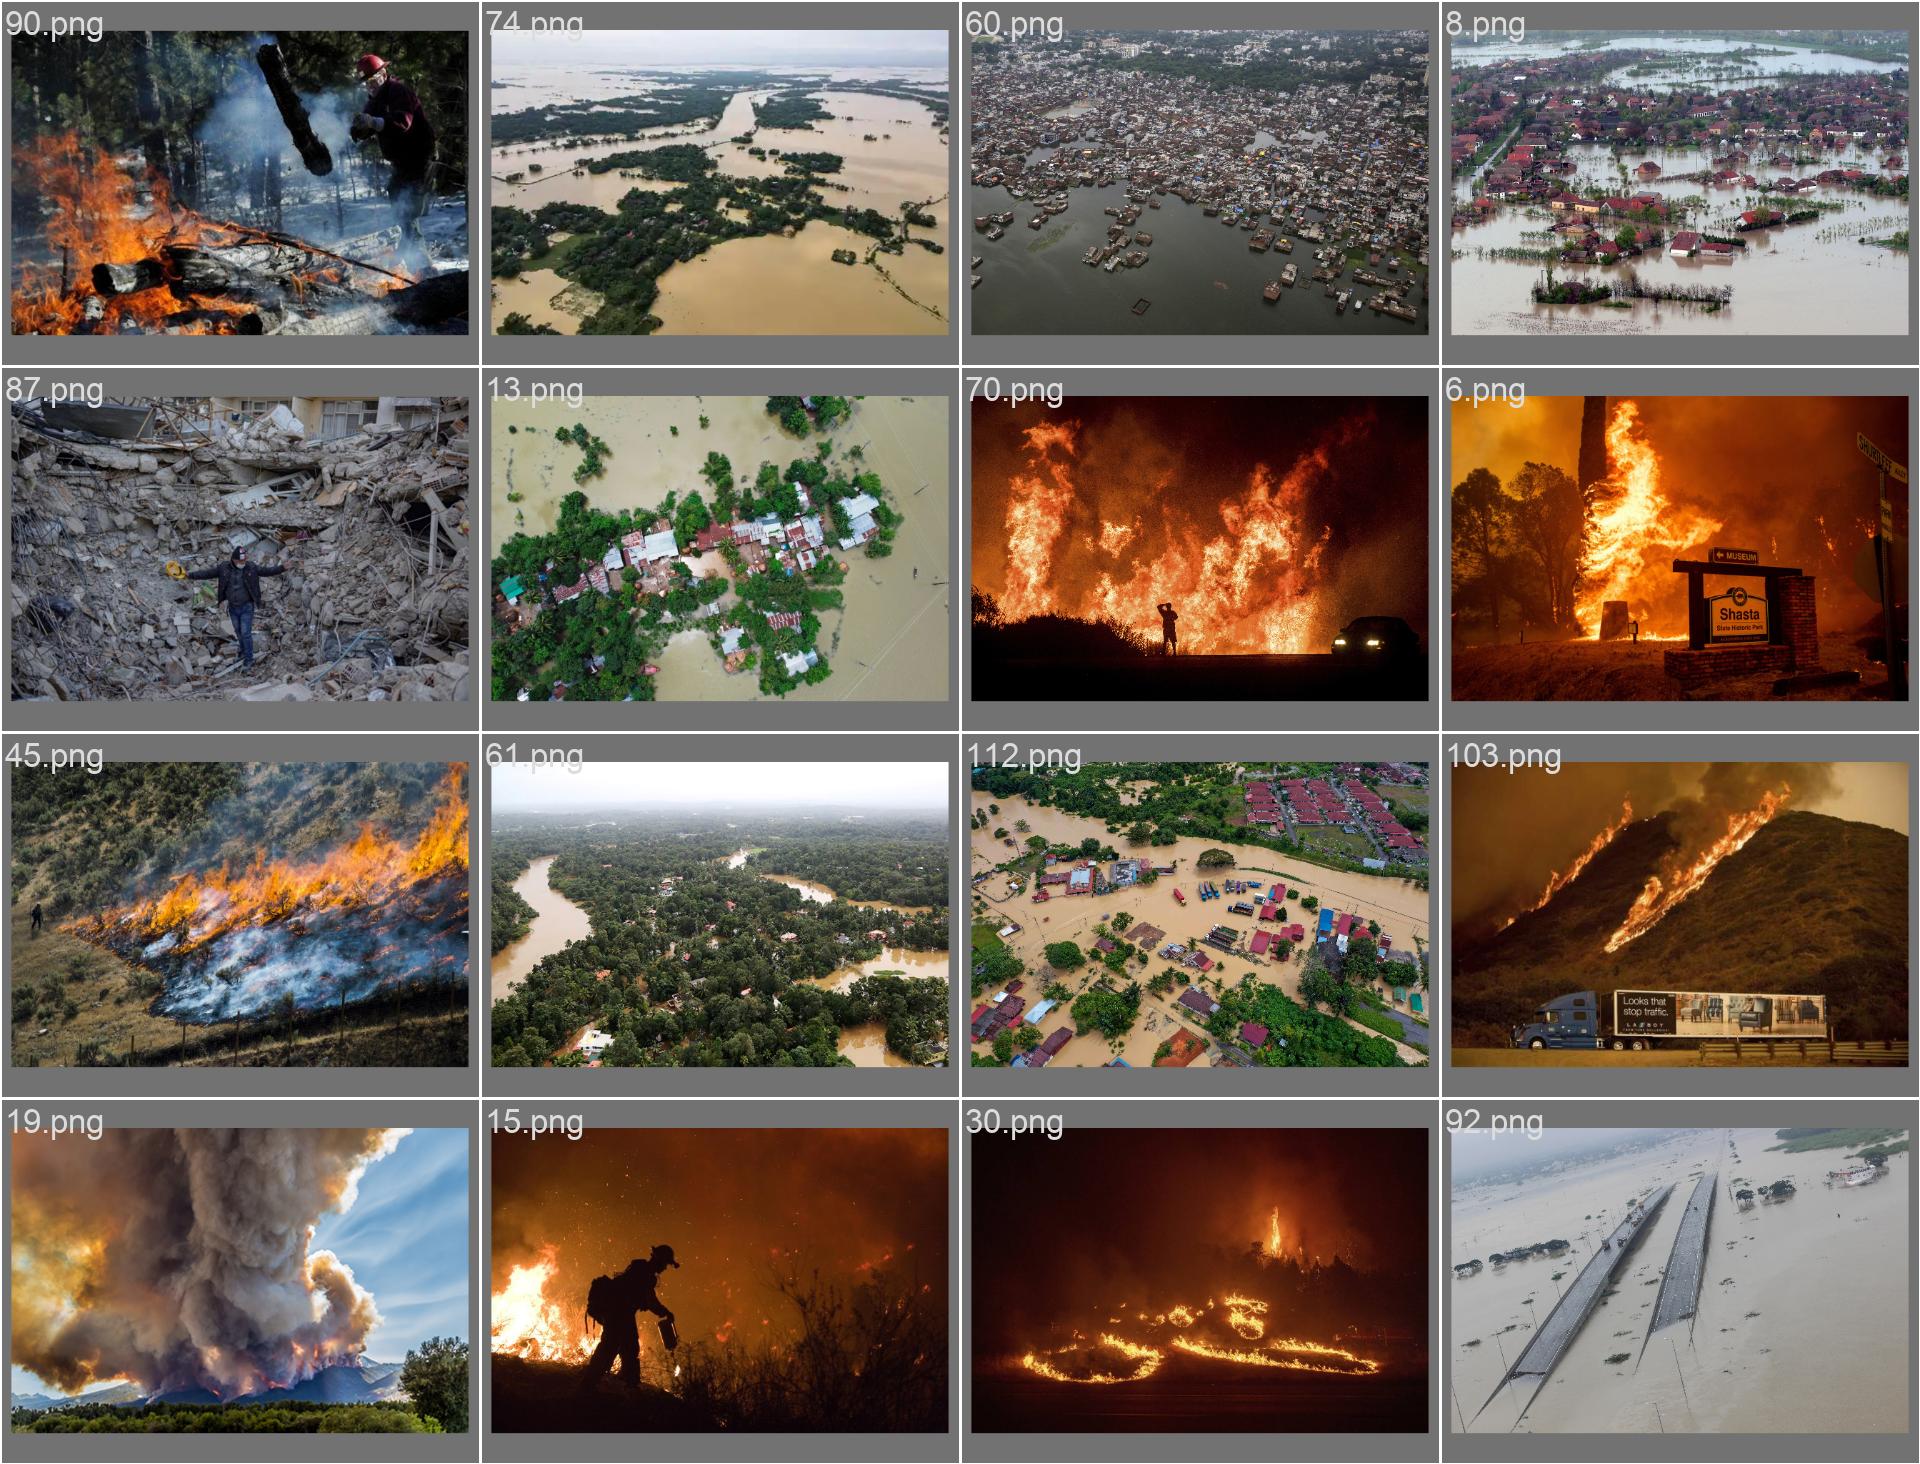 90.png
74.png
60.png
8.png
87.png
13.png
70.png
6.png
MUSEUM
Shasta
State Historic Park
45.png
61.png
112.png
103.png
Looks that
stop traffic.
LA Z BOY
19.png
15.png
30.png
92.png